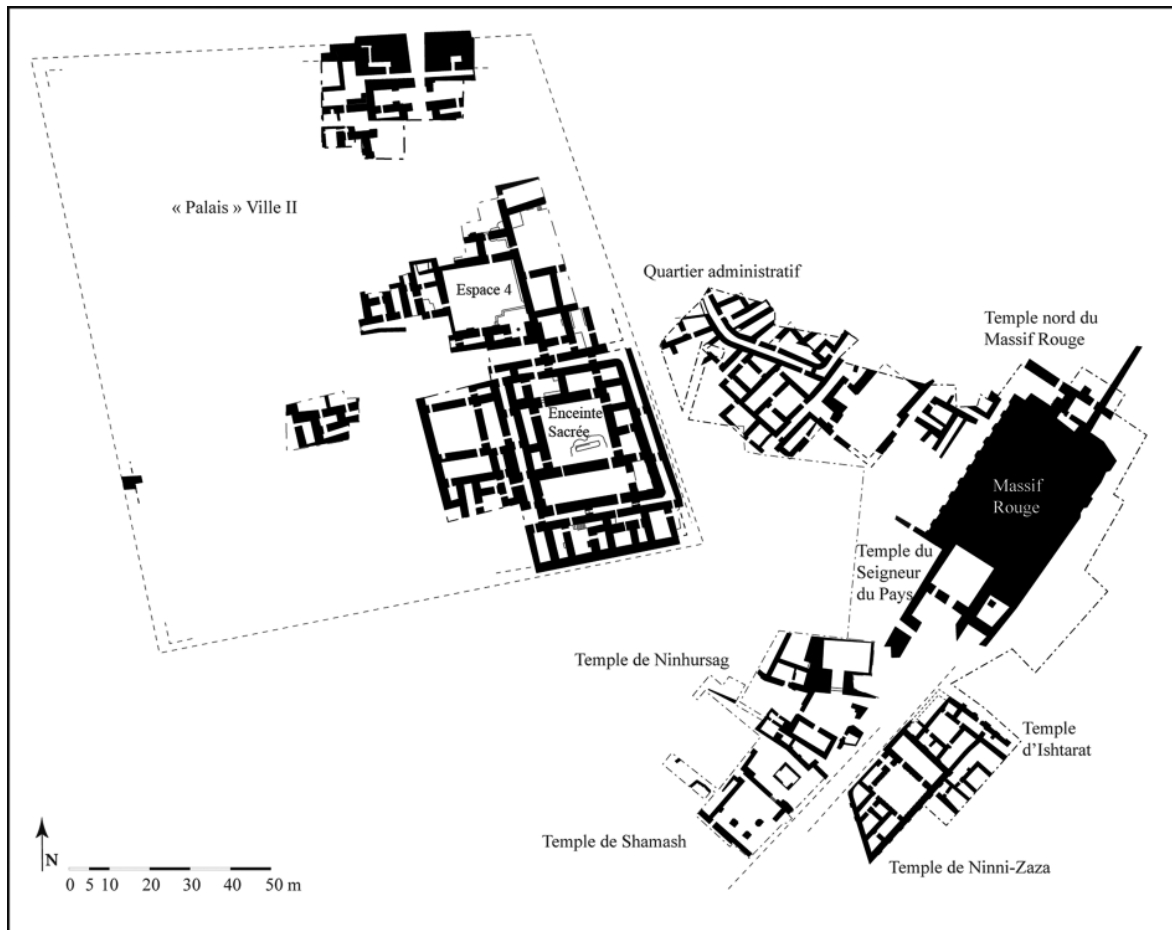 « Palais » Ville II
Espace 4
Quartier administratif
Temple nord du
Massif Rouge
Enceinte
Sacrée
Massif
Rouge
Temple du
Seigneur
du Pays
Temple de Ninhursag
Temple
d’Ishtarat
Temple de Shamash
Temple de Ninni-Zaza
N
0 5 10 20 30 40 50 m